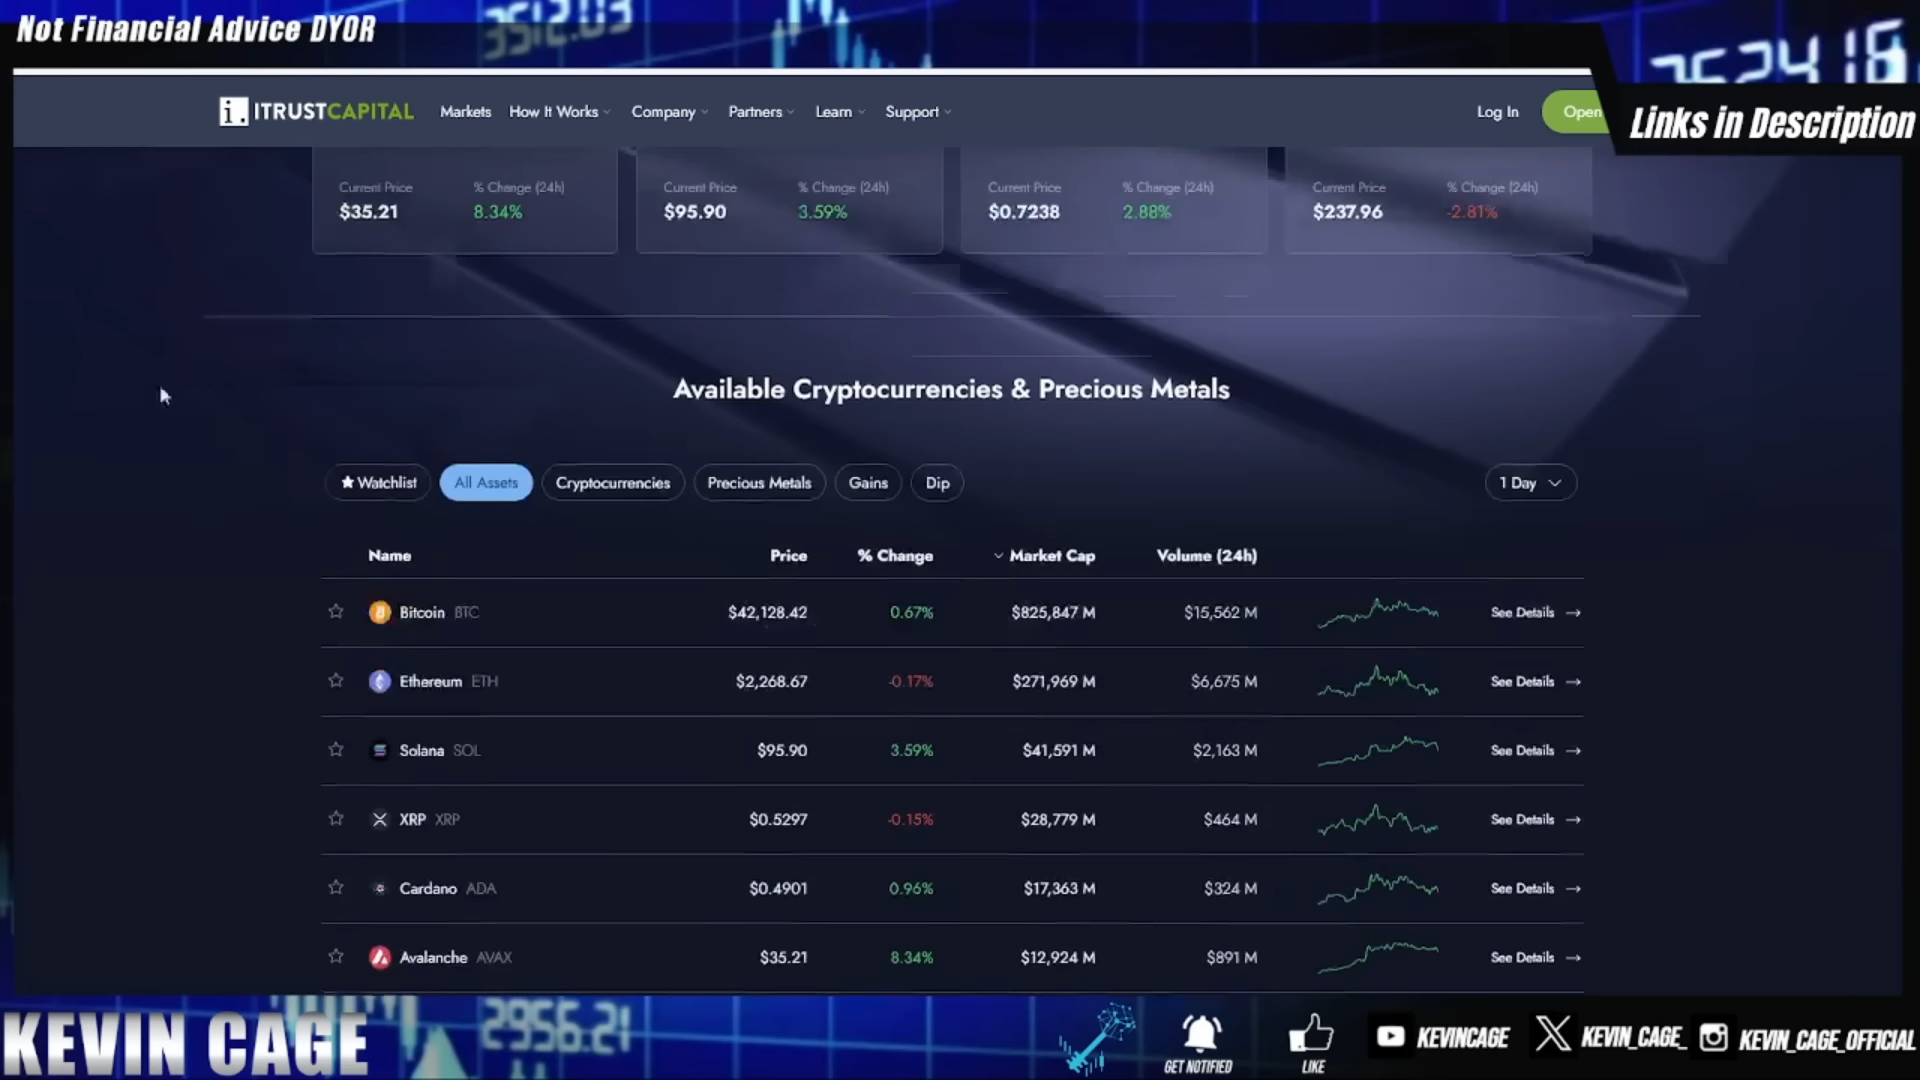 Not Financial Advice DYOR
3512.03
i. ITRUSTCAPITAL Markets How It Works Company Partners Learn Support Log In Open
Links in Description
Current Price % Change (24h) Current Price % Change (24h) Current Price % Change (24h) Current Price % Change (24h)
$35.21 8.34% $95.90 3.59% $0.7238 2.88% $237.96 -2.81%
Available Cryptocurrencies & Precious Metals
Watchlist All Assets Cryptocurrencies Precious Metals Gains Dip 1 Day
Name Price % Change Market Cap Volume (24h)
Bitcoin BTC $42,128.42 0.67% $825,847 M $15,562 M See Details →
Ethereum ETH $2,268.67 -0.17% $271,969 M $6,675 M See Details →
Solana SOL $95.90 3.59% $41,591 M $2,163 M See Details →
XRP XRP $0.5297 -0.15% $28,779 M $464 M See Details →
Cardano ADA $0.4901 0.96% $17,363 M $324 M See Details →
Avalanche AVAX $35.21 8.34% $12,924 M $891 M See Details →
KEVIN CAGE
2956.21
GET NOTIFIED
LIKE
KEVINCAGE
KEVIN_CAGE_
KEVIN_CAGE_OFFICIAL